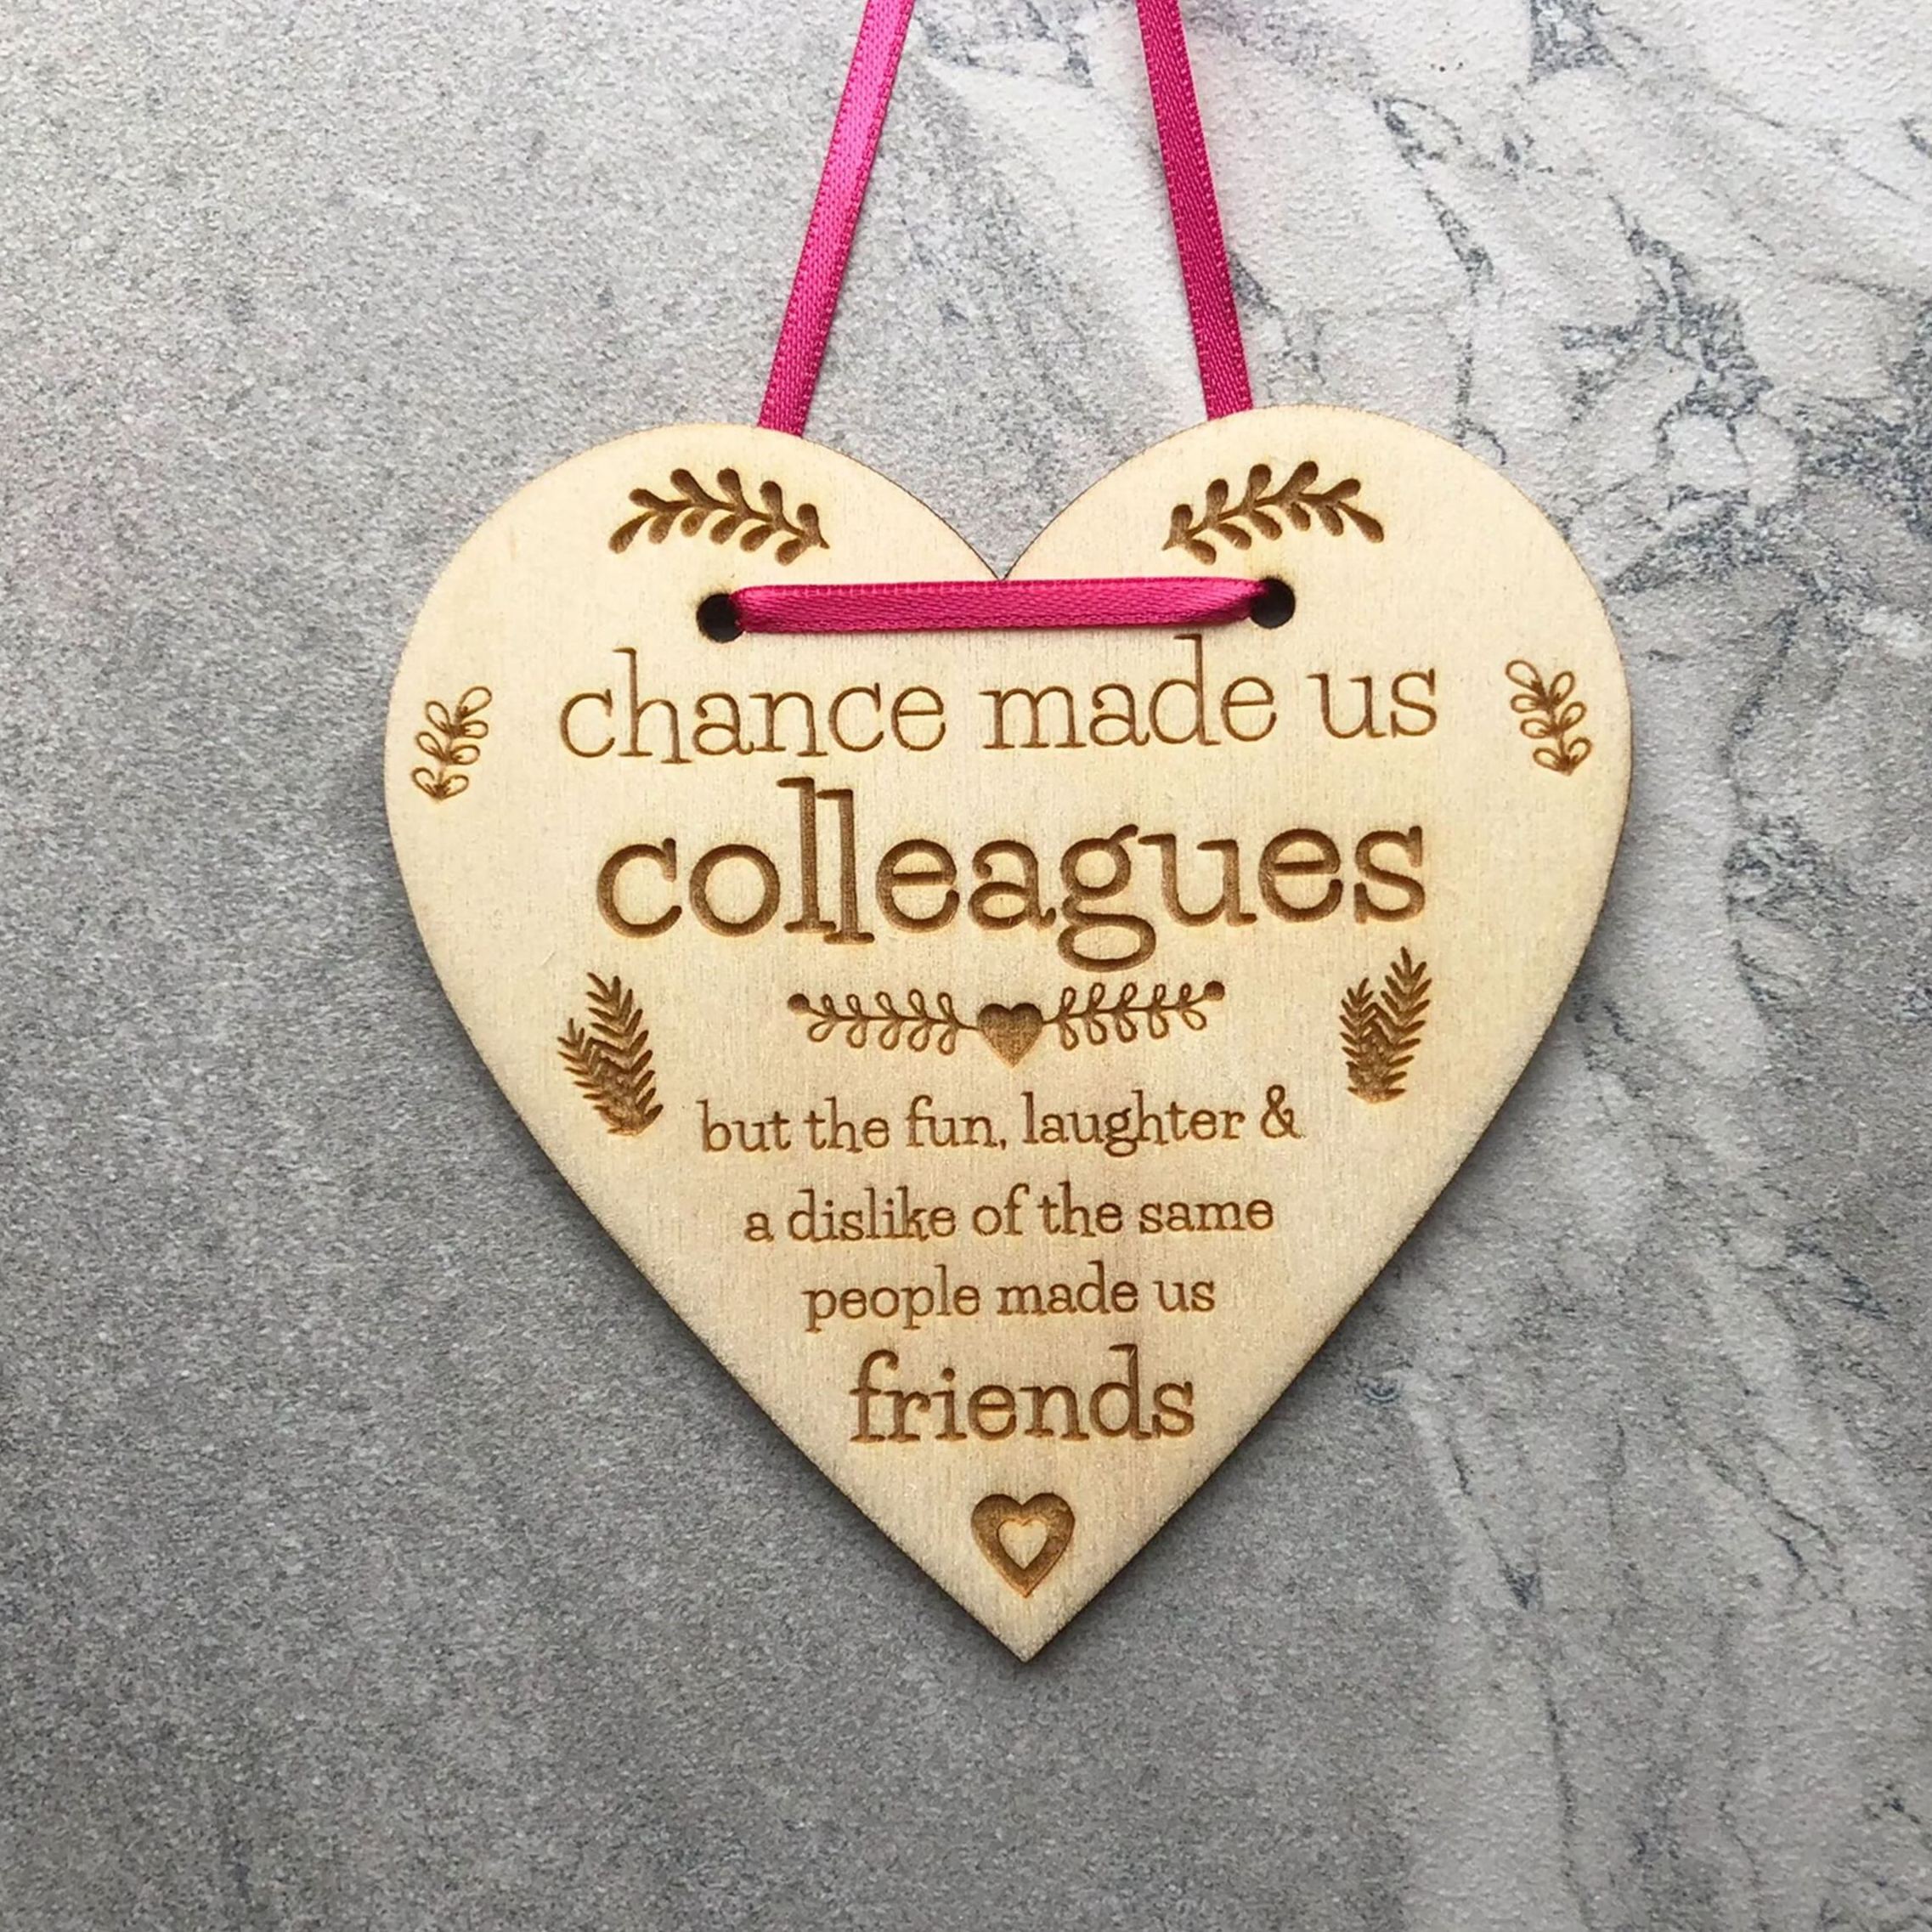 chance made us
colleagues
but the fun, laughter &
a dislike of the same
people made us
friends